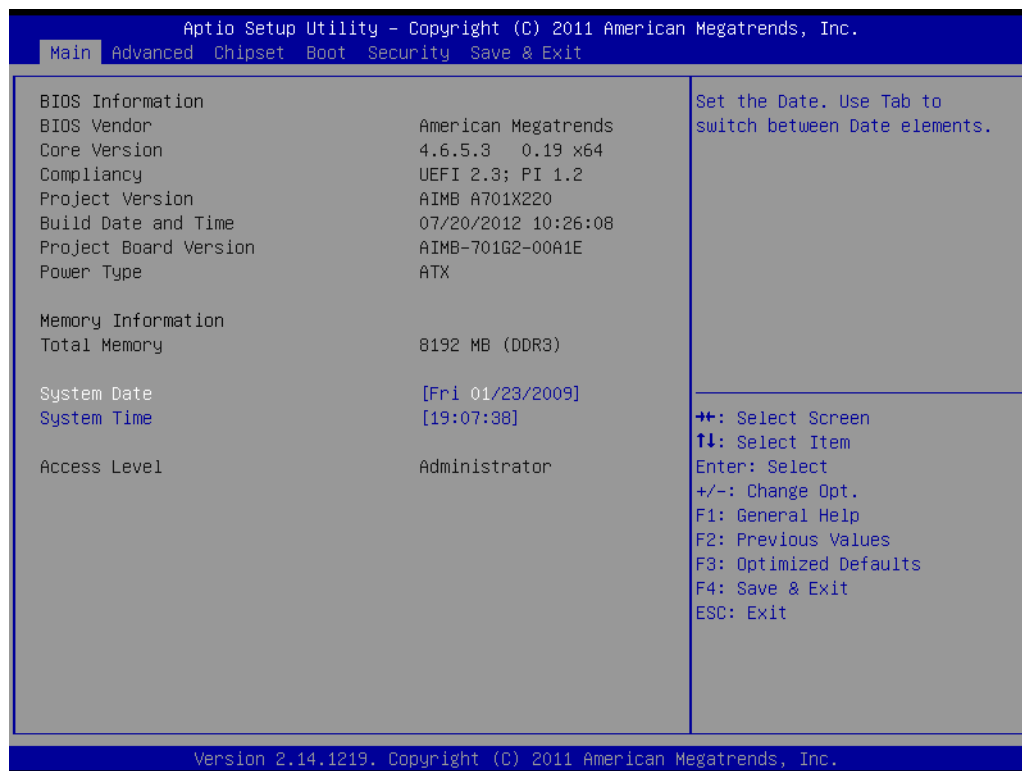 Aptio Setup Utility – Copyright (C) 2011 American Megatrends, Inc.
Main Advanced Chipset Boot Security Save & Exit
BIOS Information
BIOS Vendor American Megatrends
Core Version 4.6.5.3 0.19 x64
Compliancy UEFI 2.3; PI 1.2
Project Version AIMB A701X220
Build Date and Time 07/20/2012 10:26:08
Project Board Version AIMB-701G2-00A1E
Power Type ATX
Memory Information
Total Memory 8192 MB (DDR3)
System Date [Fri 01/23/2009]
System Time [19:07:38]
Access Level Administrator
Set the Date. Use Tab to
switch between Date elements.
→←: Select Screen
↑↓: Select Item
Enter: Select
+/-: Change Opt.
F1: General Help
F2: Previous Values
F3: Optimized Defaults
F4: Save & Exit
ESC: Exit
Version 2.14.1219. Copyright (C) 2011 American Megatrends, Inc.